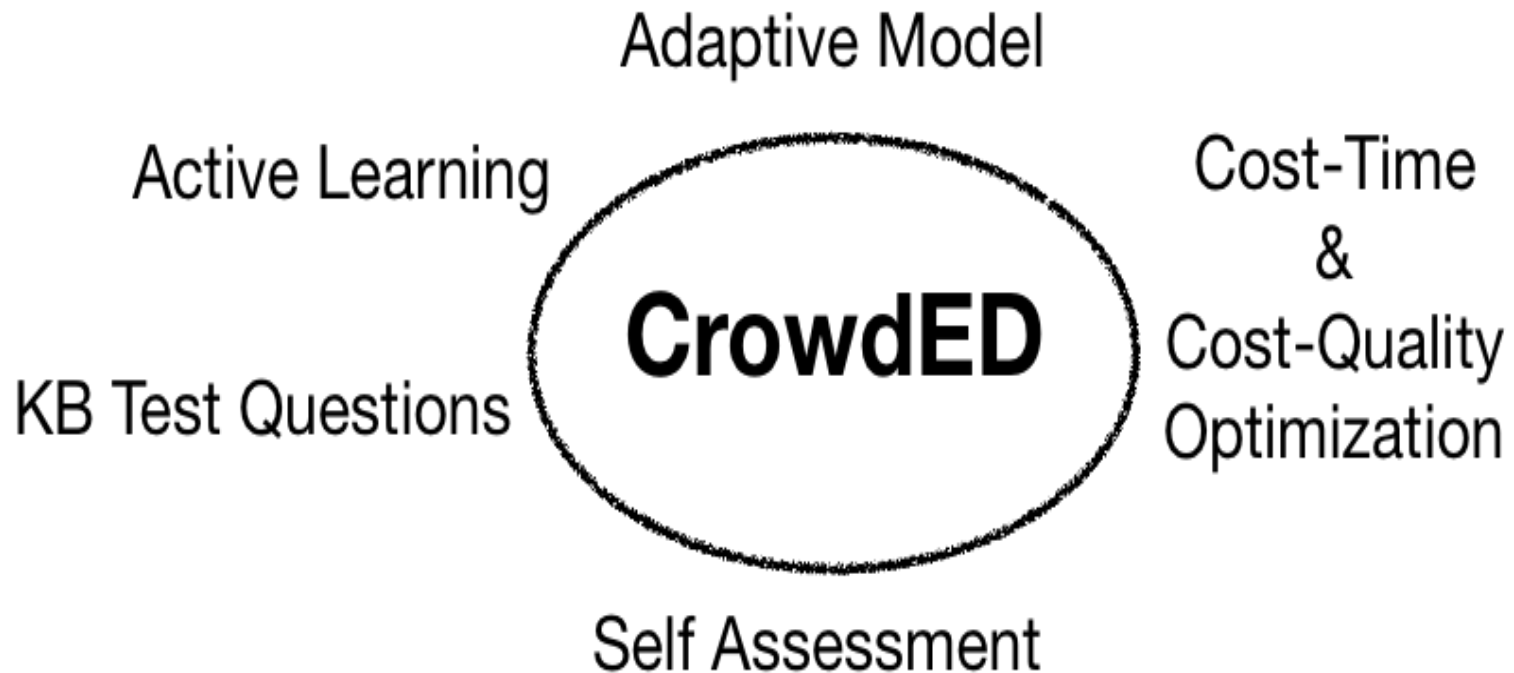 Adaptive Model
Active Learning
Cost-Time
&
Cost-Quality
Optimization
CrowdED
KB Test Questions
Self Assessment